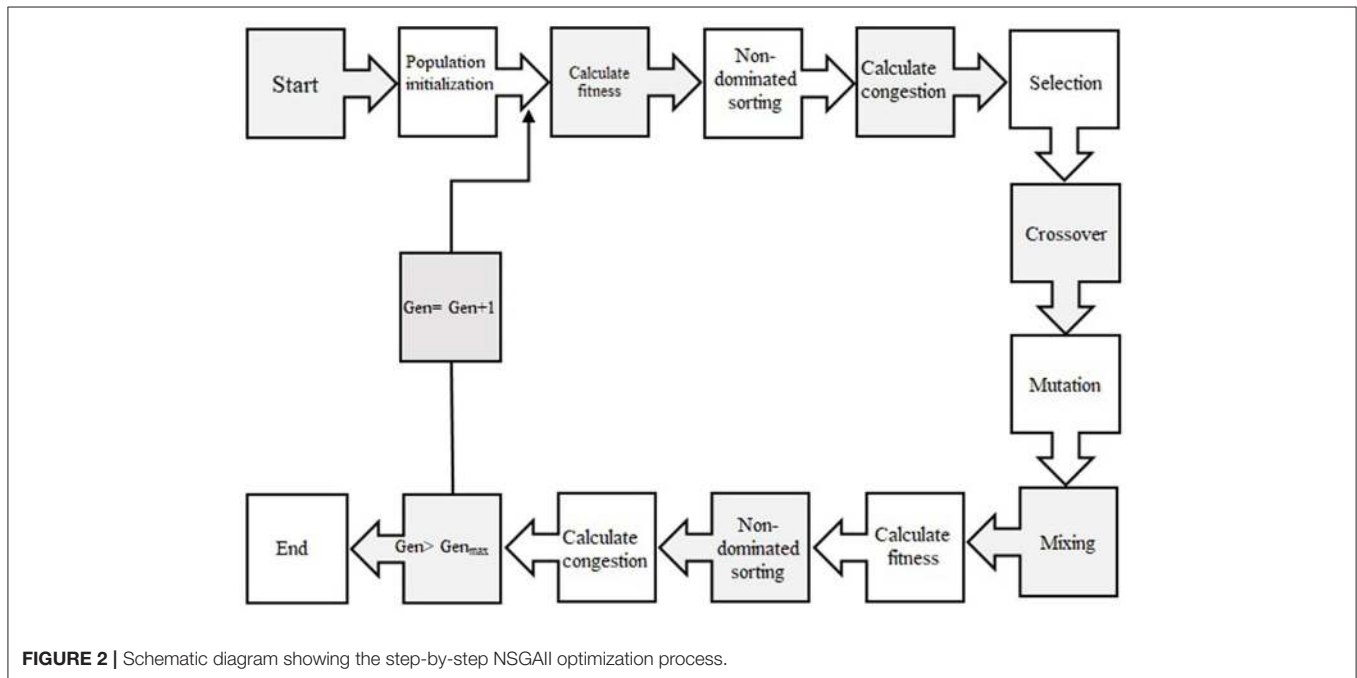 Start
Population
initialization
Calculate
fitness
Non-
dominated
sorting
Calculate
congestion
Selection
Crossover
Mutation
Gen= Gen+1
End
Gen> Genmax
Calculate
congestion
Non-
dominated
sorting
Calculate
fitness
Mixing
FIGURE 2 | Schematic diagram showing the step-by-step NSGAII optimization process.